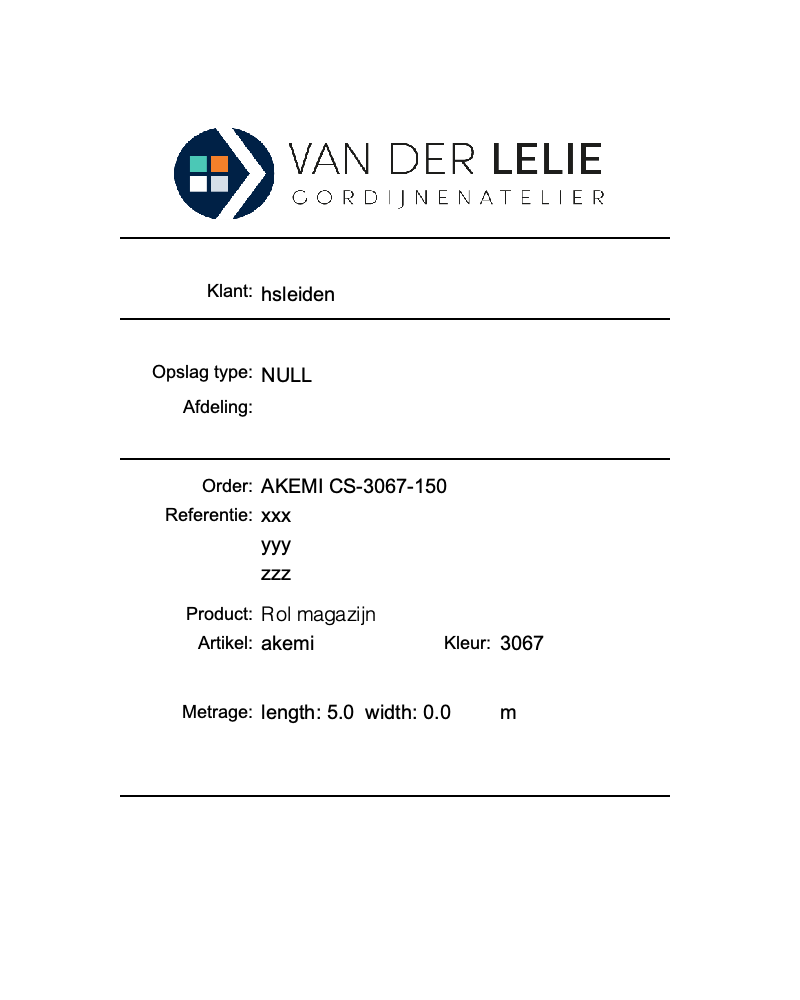 VAN DER LELIE
GORDIJNENATELIER
Klant: hsleiden
Opslag type: NULL
Afdeling:
Order: AKEMI CS-3067-150
Referentie: xxx
yyy
zzz
Product: Rol magazijn
Artikel: akemi Kleur: 3067
Metrage: length: 5.0 width: 0.0 m